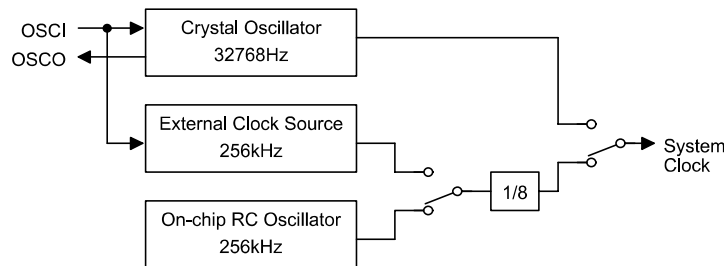 OSCI
OSCO
Crystal Oscillator
32768Hz
External Clock Source
256kHz
On-chip RC Oscillator
256kHz
1/8
System
Clock